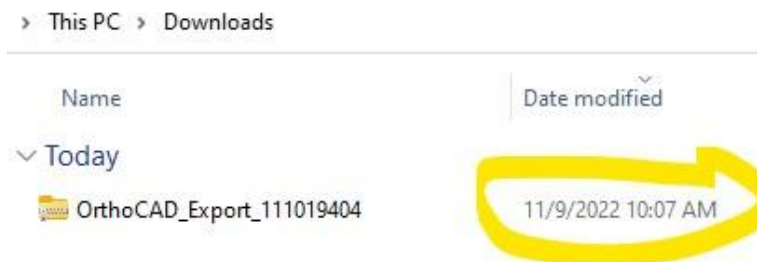 > This PC > Downloads
Name Date modified
Today
OrthoCAD_Export_111019404 11/9/2022 10:07 AM